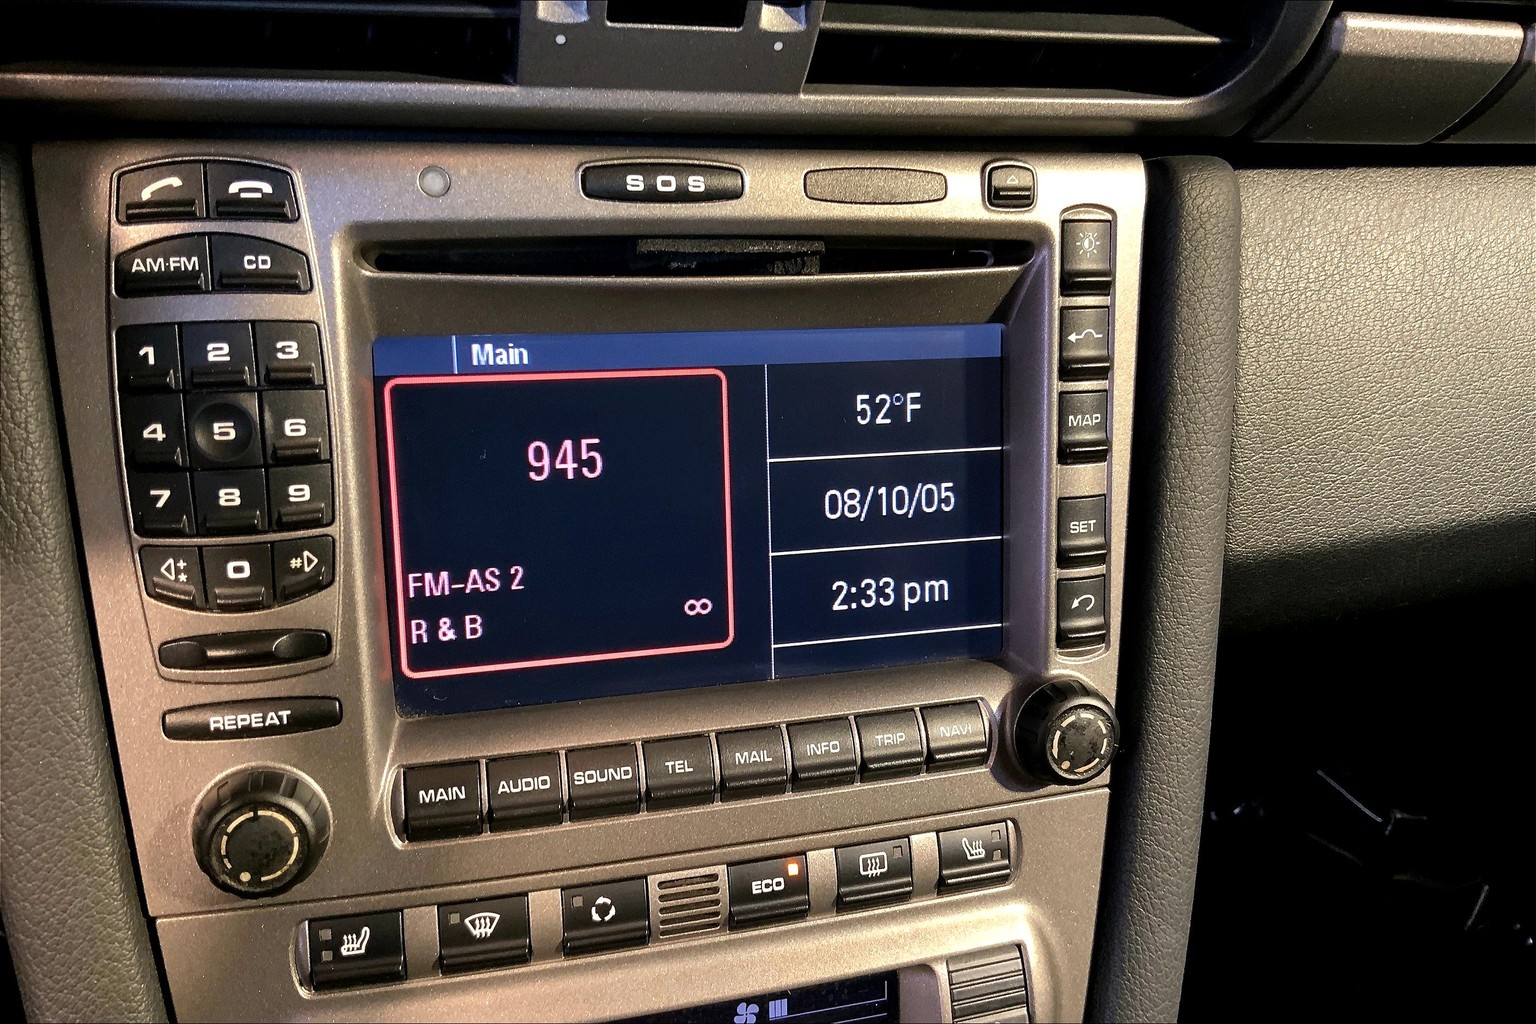 SOS
AM·FM
CD
1
2
3
4
5
6
7
8
9
+
*
0
#
REPEAT
Main
945
FM-AS 2
R & B
∞
52°F
08/10/05
2:33 pm
MAP
SET
MAIN
AUDIO
SOUND
TEL
MAIL
INFO
TRIP
NAVI
ECO